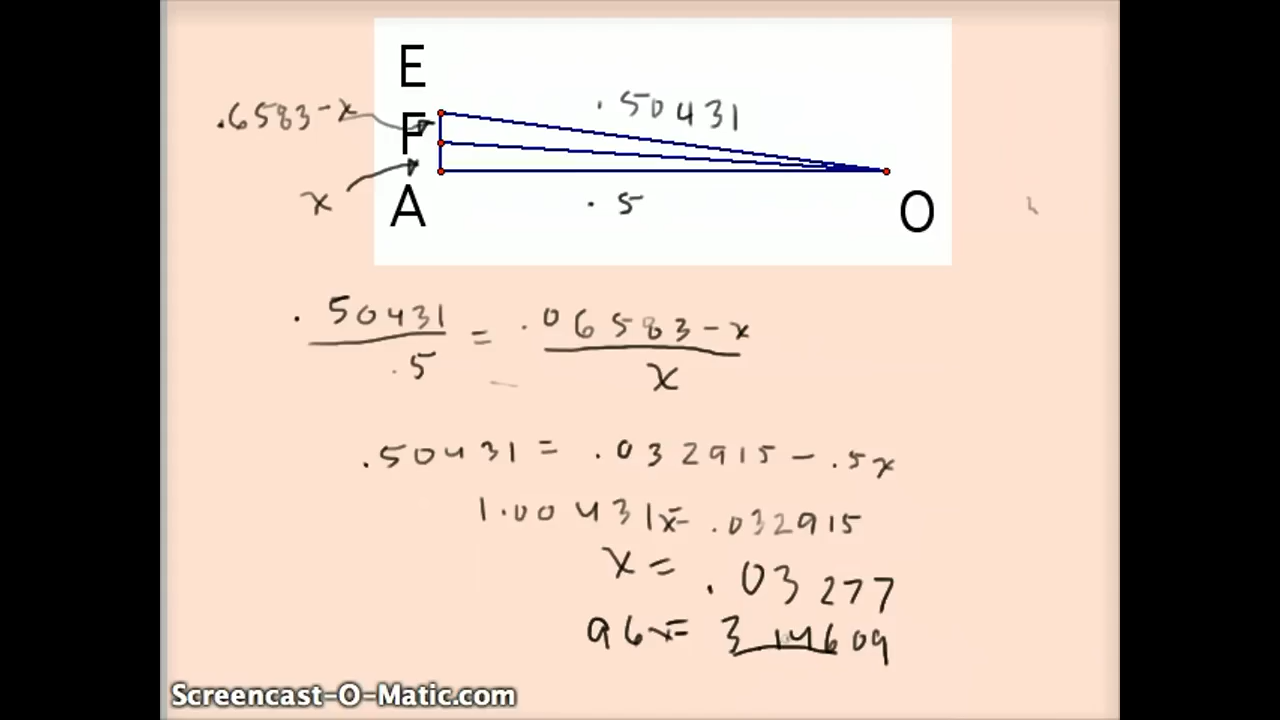 E
.6583-x
.50431
F
x
A
.5
O
.50431 / .5 = .06583-x / x
.50431 = .032915 - .5x
1.00431x = .032915
x = .03277
96x = 3.14609
Screencast-O-Matic.com